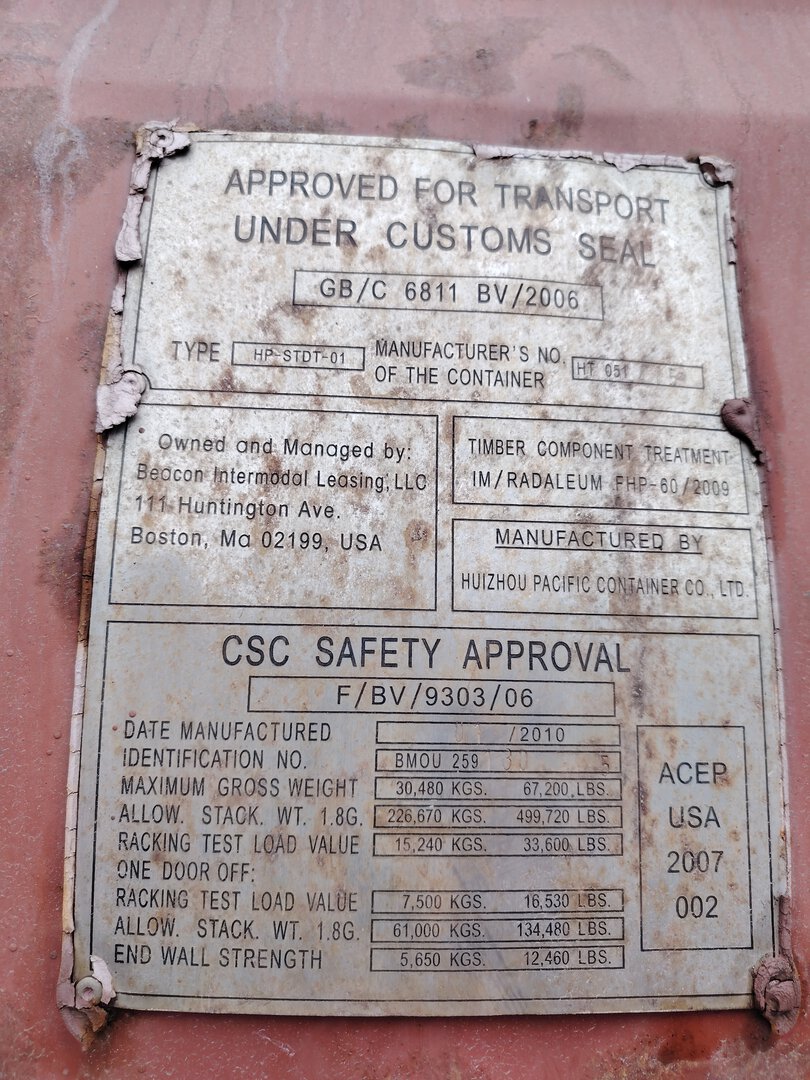 APPROVED FOR TRANSPORT
UNDER CUSTOMS SEAL
GB/C 6811 BV/2006
TYPE HP-STDT-01 MANUFACTURER'S NO. OF THE CONTAINER HT 051
Owned and Managed by:
Beacon Intermodal Leasing, LLC
111 Huntington Ave.
Boston, Ma 02199, USA
TIMBER COMPONENT TREATMENT
IM/RADALEUM FHP-60/2009
MANUFACTURED BY
HUIZHOU PACIFIC CONTAINER CO., LTD.
CSC SAFETY APPROVAL
F/BV/9303/06
DATE MANUFACTURED /2010
IDENTIFICATION NO. BMOU 259
MAXIMUM GROSS WEIGHT 30,480 KGS. 67,200 LBS.
ALLOW. STACK. WT. 1.8G. 226,670 KGS. 499,720 LBS.
RACKING TEST LOAD VALUE 15,240 KGS. 33,600 LBS.
ONE DOOR OFF:
RACKING TEST LOAD VALUE 7,500 KGS. 16,530 LBS.
ALLOW. STACK. WT. 1.8G. 61,000 KGS. 134,480 LBS.
END WALL STRENGTH 5,650 KGS. 12,460 LBS.
ACEP
USA
2007
002